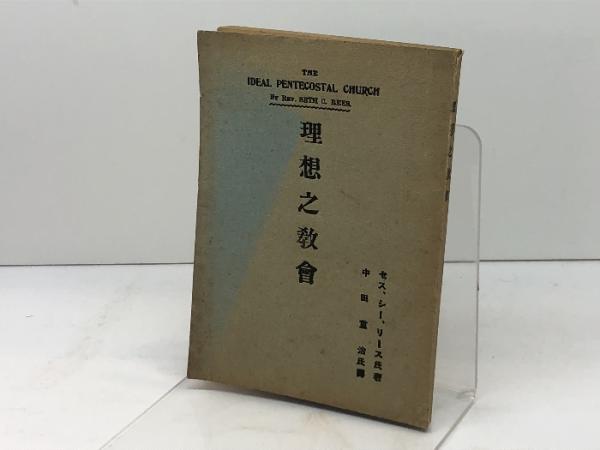 THE
IDEAL PENTECOSTAL CHURCH
BY REV. SETH C. REES.
理想之敎會
セス、シー、リース氏著
中田重治氏譯